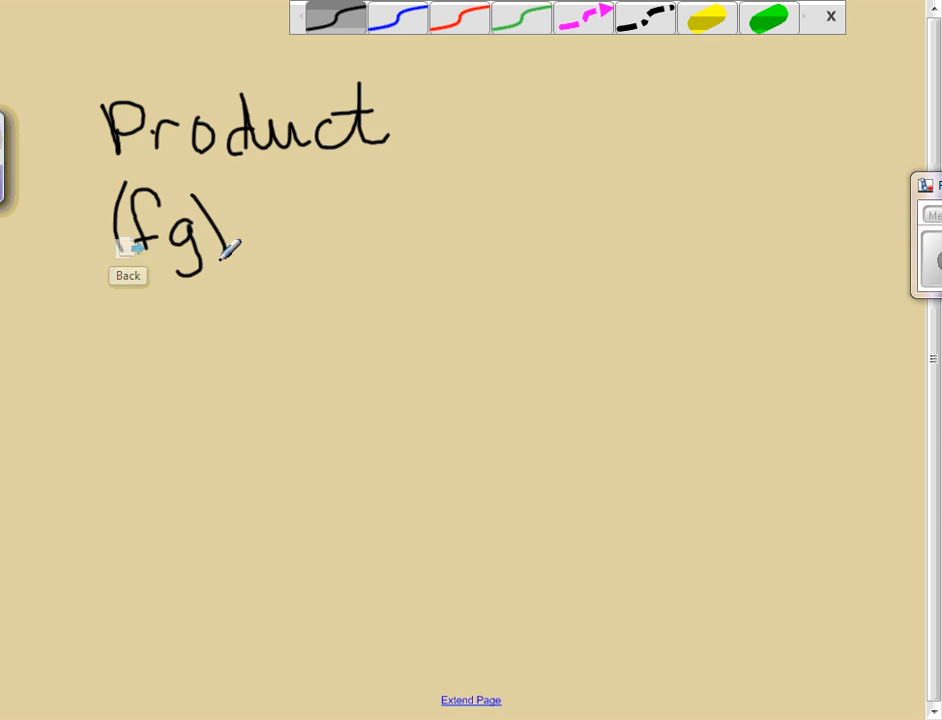 X
Product
(fg)
Back
Extend Page